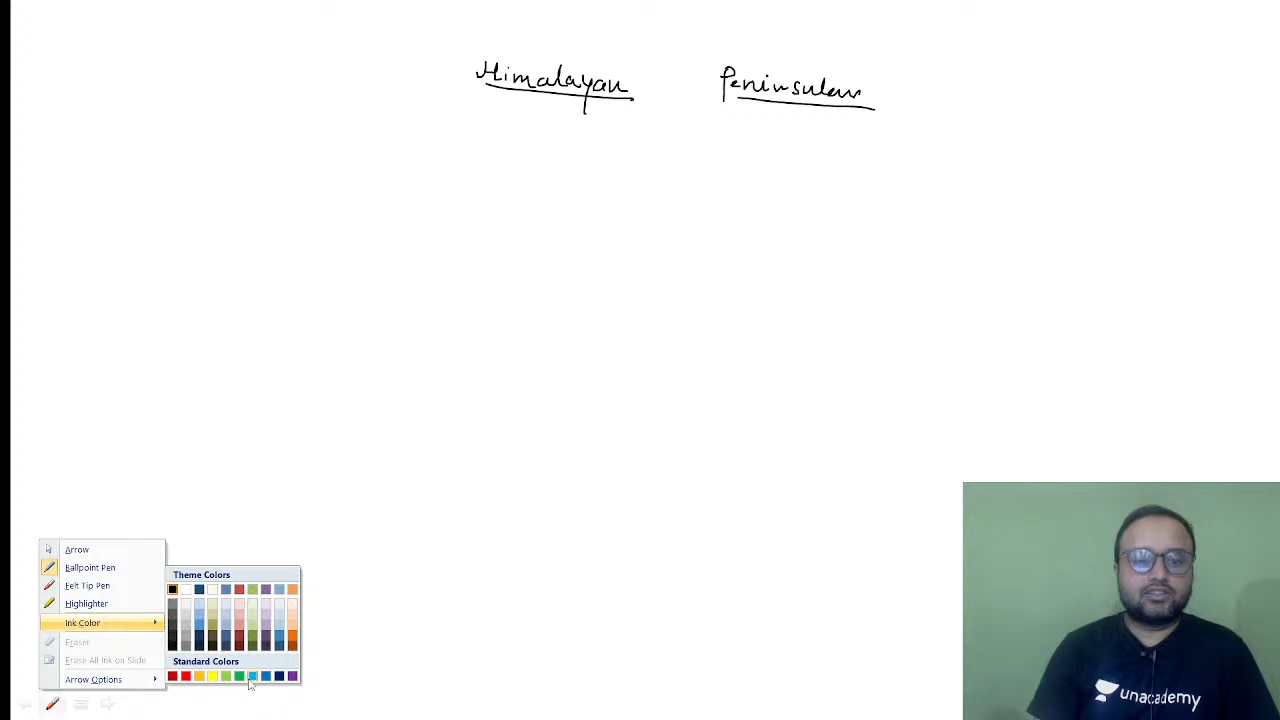 Himalayan Peninsular
Arrow
Ballpoint Pen
Felt Tip Pen
Highlighter
Ink Color
Eraser
Erase All Ink on Slide
Arrow Options
Theme Colors
Standard Colors
unacademy